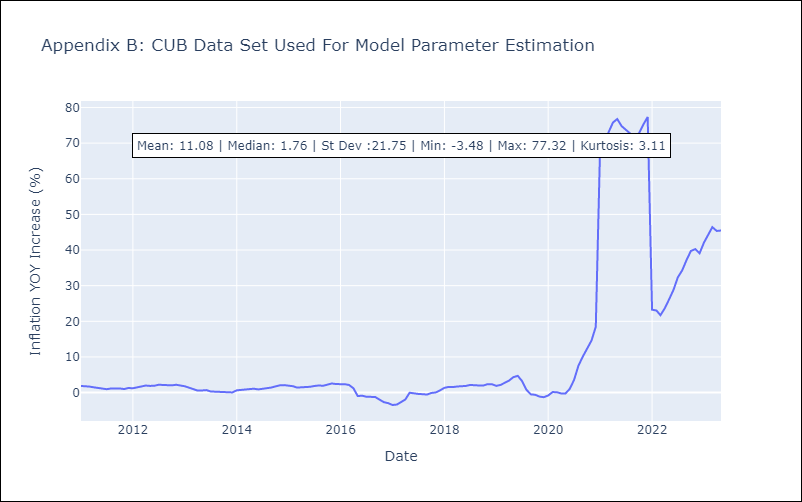 Appendix B: CUB Data Set Used For Model Parameter Estimation
80
Mean: 11.08 | Median: 1.76 | St Dev :21.75 | Min: -3.48 | Max: 77.32 | Kurtosis: 3.11
70
60
50
40
30
20
10
0
Inflation YOY Increase (%)
2012 2014 2016 2018 2020 2022
Date